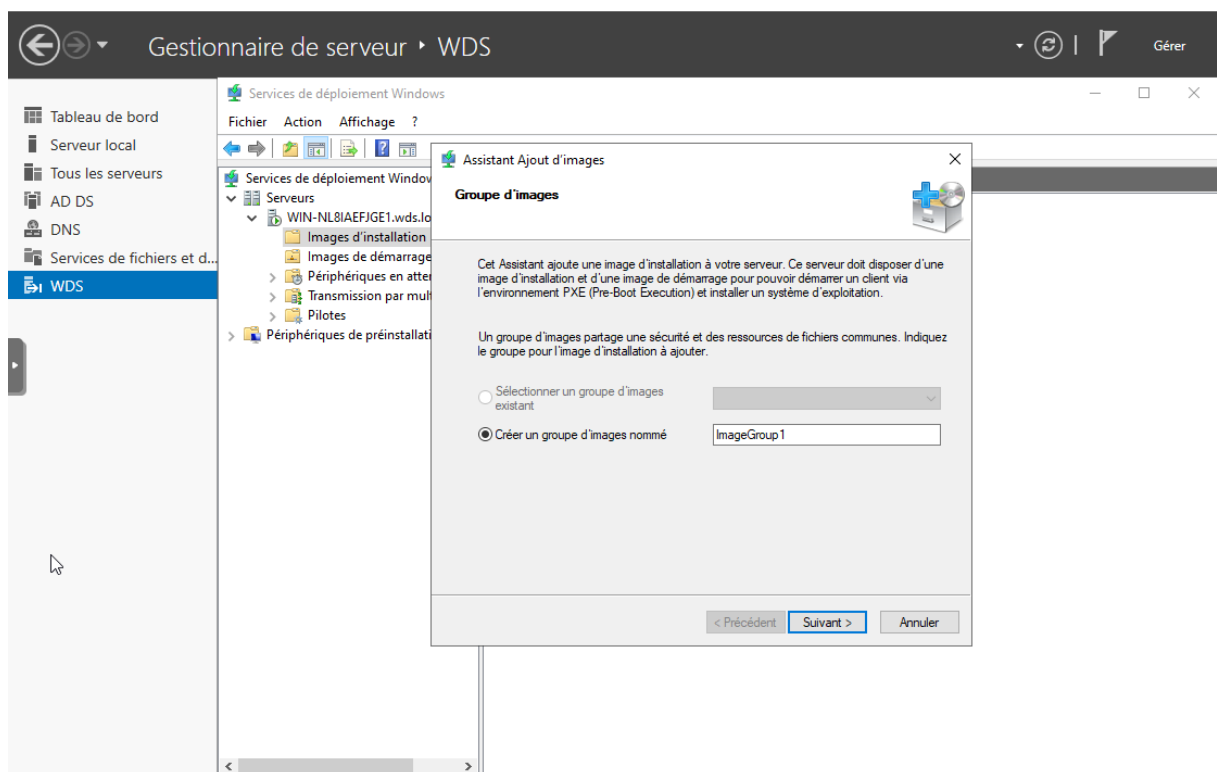 Gestionnaire de serveur ‣ WDS
Gérer
Tableau de bord
Serveur local
Tous les serveurs
AD DS
DNS
Services de fichiers et d...
WDS
Services de déploiement Windows
Fichier Action Affichage ?
Services de déploiement Window
Serveurs
WIN-NL8IAEFJGE1.wds.lo
Images d'installation
Images de démarrage
Périphériques en atter
Transmission par mult
Pilotes
Périphériques de préinstallati
Assistant Ajout d'images
Groupe d'images
Cet Assistant ajoute une image d'installation à votre serveur. Ce serveur doit disposer d'une
image d'installation et d'une image de démarrage pour pouvoir démarrer un client via
l'environnement PXE (Pre-Boot Execution) et installer un système d'exploitation.
Un groupe d'images partage une sécurité et des ressources de fichiers communes. Indiquez
le groupe pour l'image d'installation à ajouter.
Sélectionner un groupe d'images
existant
Créer un groupe d'images nommé
ImageGroup1
< Précédent
Suivant >
Annuler